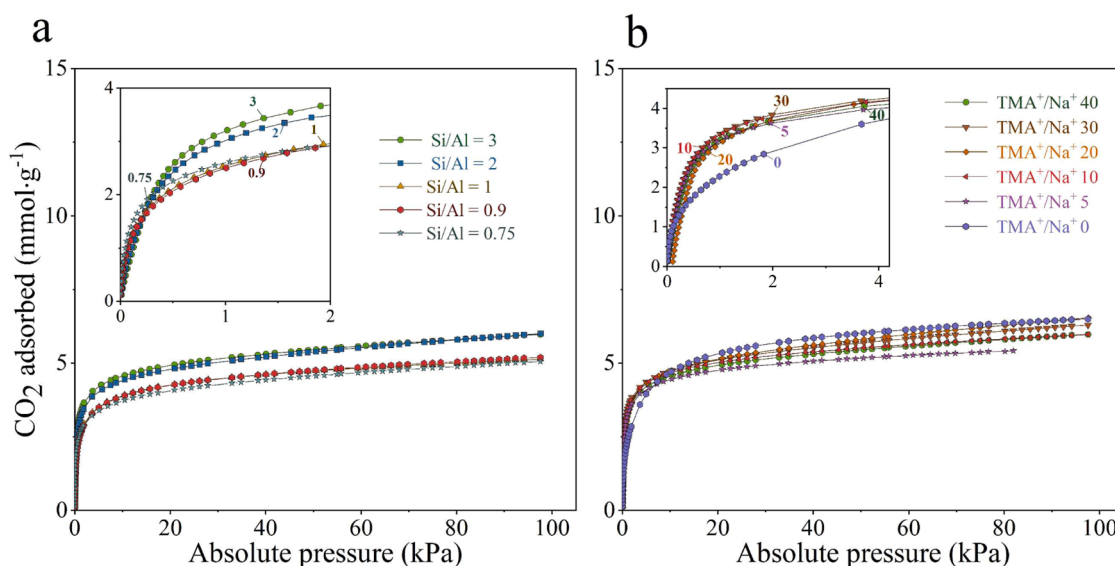 a
b
CO2 adsorbed (mmol·g-1)
15
10
5
0
0
20
40
60
80
100
Absolute pressure (kPa)
4
2
0
0
1
2
3
2
1
0.9
0.75
Si/Al = 3
Si/Al = 2
Si/Al = 1
Si/Al = 0.9
Si/Al = 0.75
15
10
5
0
0
20
40
60
80
100
Absolute pressure (kPa)
4
3
2
1
0
0
2
4
30
40
10
5
20
0
TMA+/Na+ 40
TMA+/Na+ 30
TMA+/Na+ 20
TMA+/Na+ 10
TMA+/Na+ 5
TMA+/Na+ 0